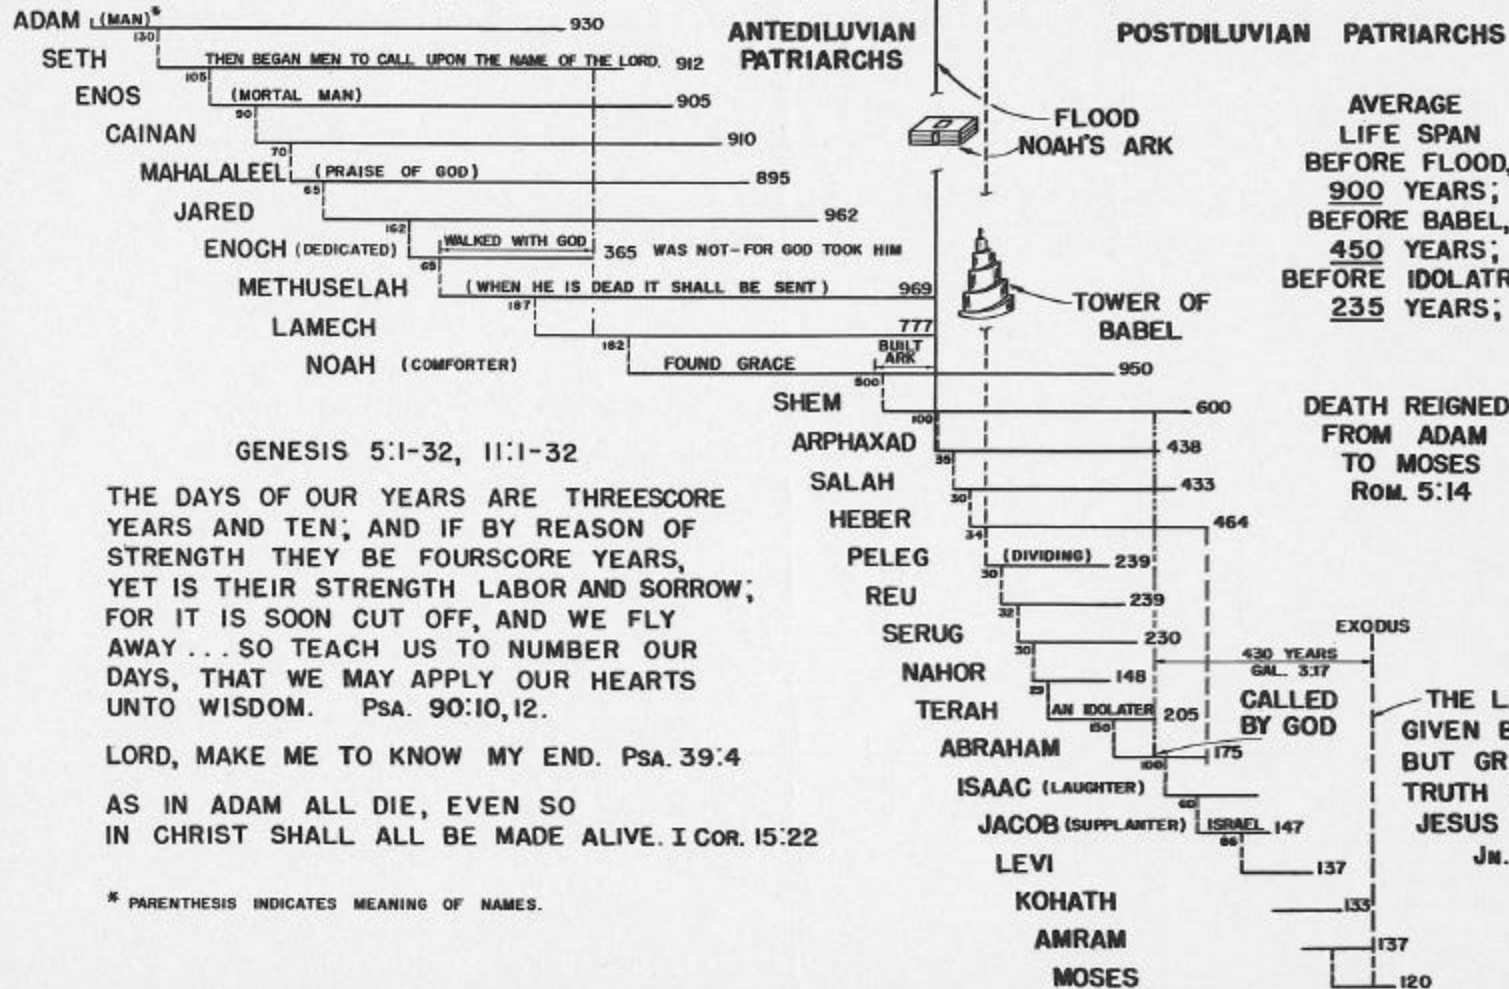 ADAM (MAN)* 930
130
SETH THEN BEGAN MEN TO CALL UPON THE NAME OF THE LORD. 912
105
ENOS (MORTAL MAN) 905
90
CAINAN 910
70
MAHALALEEL (PRAISE OF GOD) 895
65
JARED 962
162
ENOCH (DEDICATED) WALKED WITH GOD 365 WAS NOT-FOR GOD TOOK HIM
65
METHUSELAH (WHEN HE IS DEAD IT SHALL BE SENT) 969
187
LAMECH 777
182
NOAH (COMFORTER) FOUND GRACE BUILT ARK 950
500
SHEM 600
100
ARPHAXAD 438
35
SALAH 433
30
HEBER 464
34
PELEG (DIVIDING) 239
30
REU 239
32
SERUG 230
30
NAHOR 148
29
TERAH AN IDOLATER 205
130
ABRAHAM 175
100
ISAAC (LAUGHTER)
60
JACOB (SUPPLANTER) ISRAEL 147
LEVI 137
KOHATH 133
AMRAM 137
MOSES 120
ANTEDILUVIAN
PATRIARCHS
POSTDILUVIAN PATRIARCHS
FLOOD
NOAH'S ARK
TOWER OF
BABEL
AVERAGE
LIFE SPAN
BEFORE FLOOD,
900 YEARS;
BEFORE BABEL,
450 YEARS;
BEFORE IDOLATR
235 YEARS;
DEATH REIGNED
FROM ADAM
TO MOSES
ROM. 5:14
EXODUS
430 YEARS
GAL. 3:17
CALLED
BY GOD
THE L
GIVEN B
BUT GR
TRUTH
JESUS
JN.
GENESIS 5:1-32, 11:1-32
THE DAYS OF OUR YEARS ARE THREESCORE
YEARS AND TEN; AND IF BY REASON OF
STRENGTH THEY BE FOURSCORE YEARS,
YET IS THEIR STRENGTH LABOR AND SORROW;
FOR IT IS SOON CUT OFF, AND WE FLY
AWAY ... SO TEACH US TO NUMBER OUR
DAYS, THAT WE MAY APPLY OUR HEARTS
UNTO WISDOM. PSA. 90:10,12.
LORD, MAKE ME TO KNOW MY END. PSA. 39:4
AS IN ADAM ALL DIE, EVEN SO
IN CHRIST SHALL ALL BE MADE ALIVE. I COR. 15:22
* PARENTHESIS INDICATES MEANING OF NAMES.